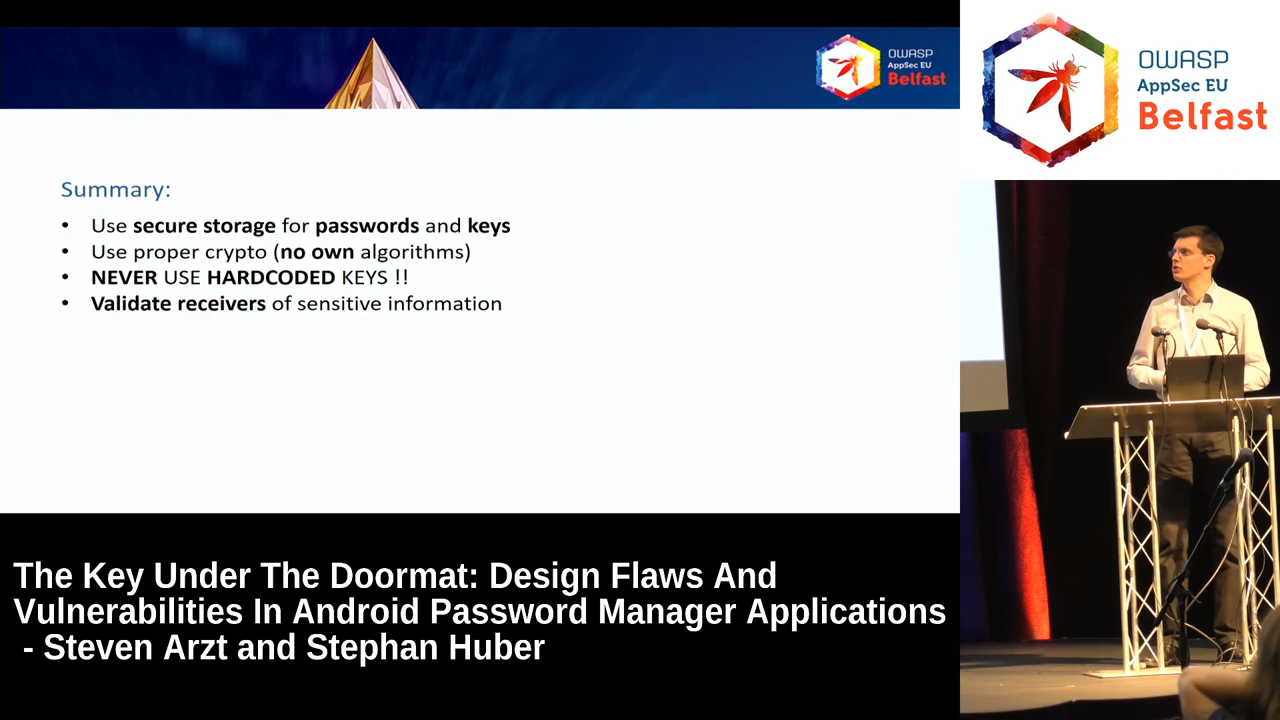 OWASP
AppSec EU
Belfast
OWASP
AppSec EU
Belfast
Summary:
• Use secure storage for passwords and keys
• Use proper crypto (no own algorithms)
• NEVER USE HARDCODED KEYS !!
• Validate receivers of sensitive information
The Key Under The Doormat: Design Flaws And
Vulnerabilities In Android Password Manager Applications
- Steven Arzt and Stephan Huber